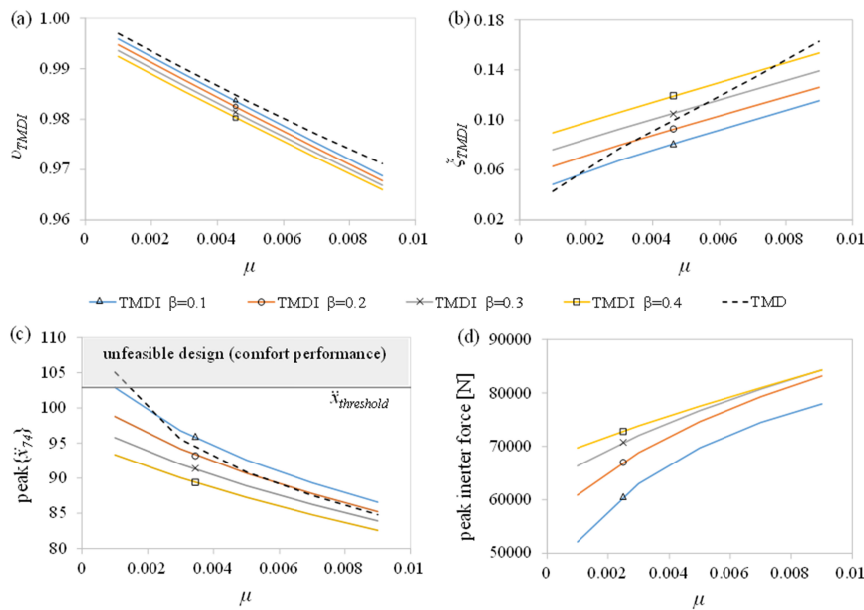 (a)
1.00
0.99
0.98
0.97
0.96
υTMDI
0 0.002 0.004 0.006 0.008 0.01
μ
(b)
0.18
0.14
0.10
0.06
0.02
ξTMDI
0 0.002 0.004 0.006 0.008 0.01
μ
TMDI β=0.1 TMDI β=0.2 TMDI β=0.3 TMDI β=0.4 TMD
(c)
110
105
100
95
90
85
80
peak{ẍ74}
unfeasible design (comfort performance)
ẍthreshold
0 0.002 0.004 0.006 0.008 0.01
μ
(d)
90000
80000
70000
60000
50000
peak inerter force [N]
0 0.002 0.004 0.006 0.008 0.01
μ